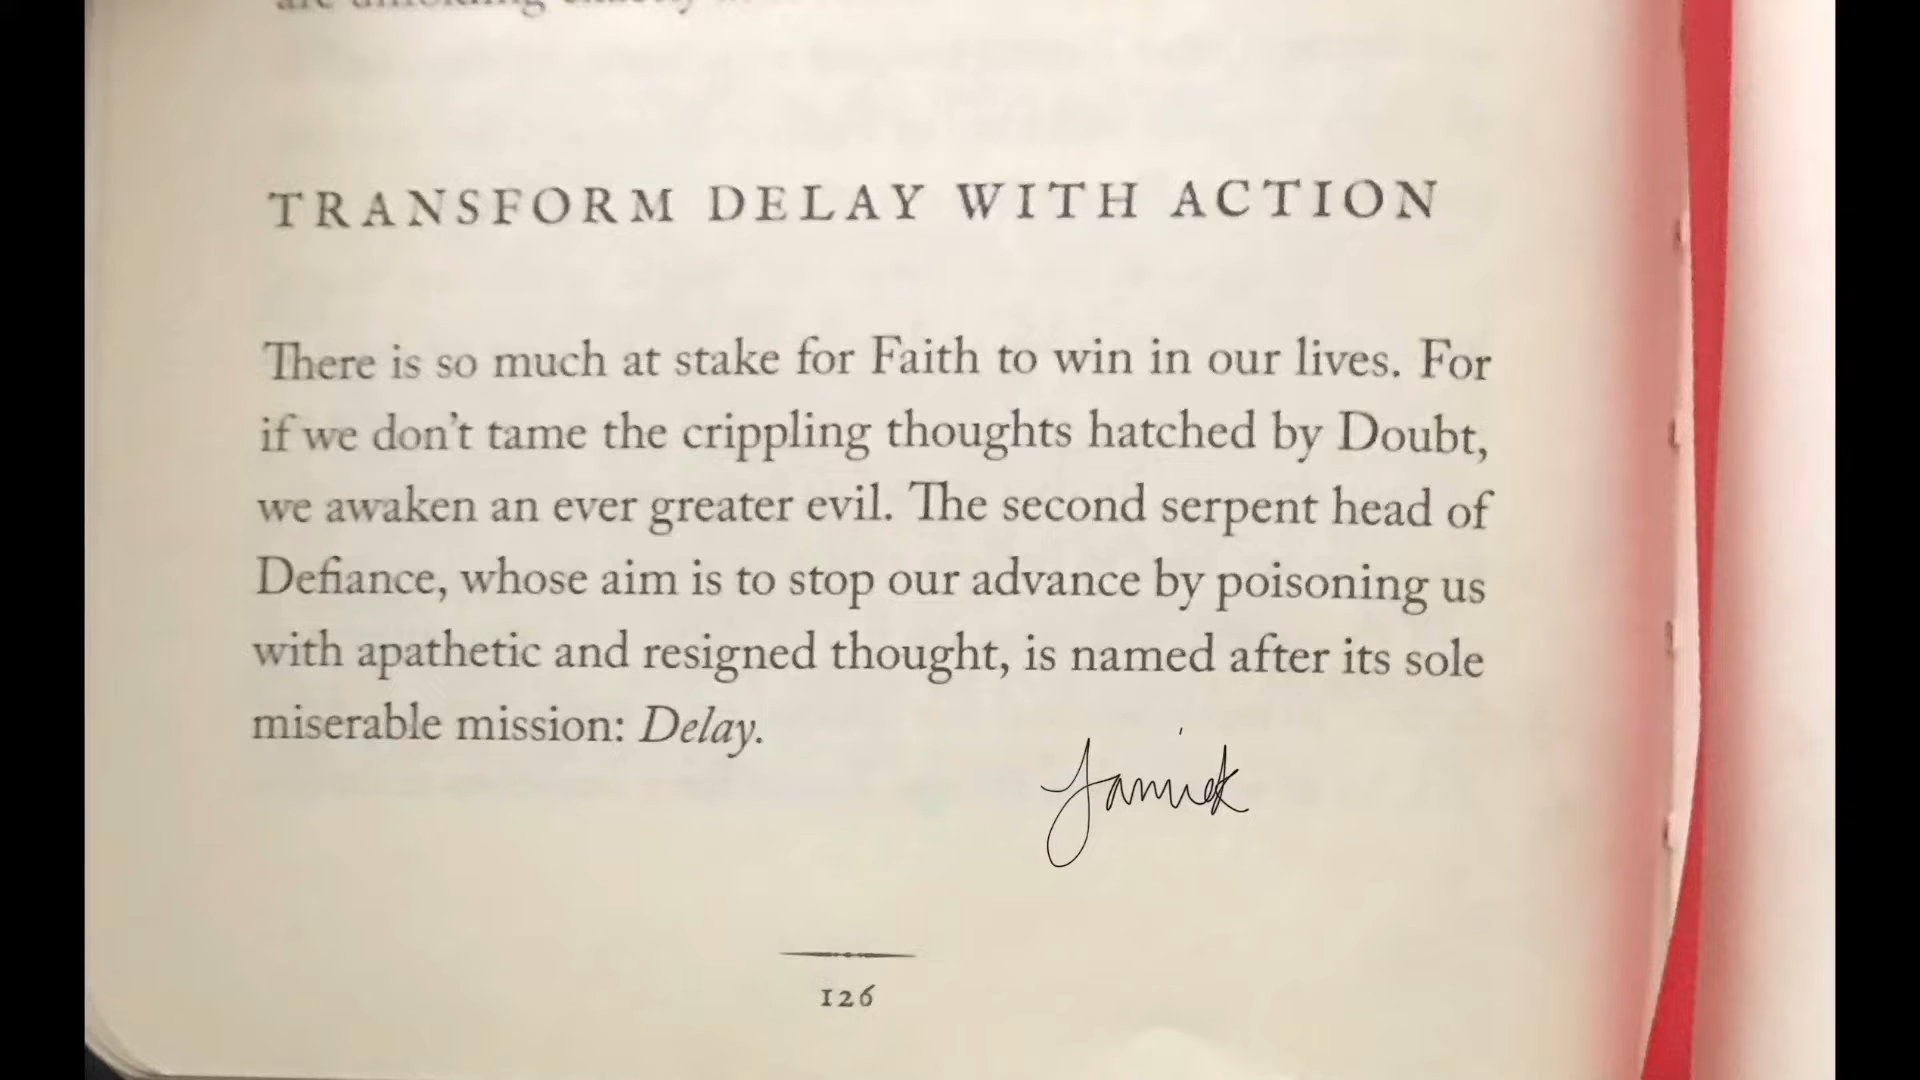 TRANSFORM DELAY WITH ACTION
There is so much at stake for Faith to win in our lives. For
if we don't tame the crippling thoughts hatched by Doubt,
we awaken an ever greater evil. The second serpent head of
Defiance, whose aim is to stop our advance by poisoning us
with apathetic and resigned thought, is named after its sole
miserable mission: Delay.
126